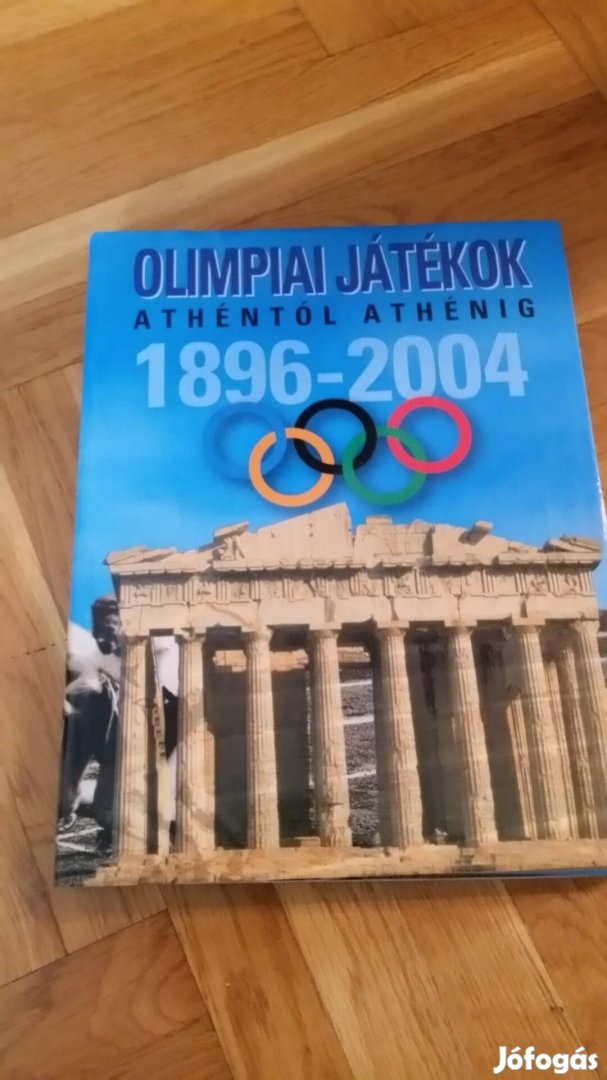 OLIMPIAI JÁTÉKOK
ATHÉNTÓL ATHÉNIG
1896-2004
Jófogás